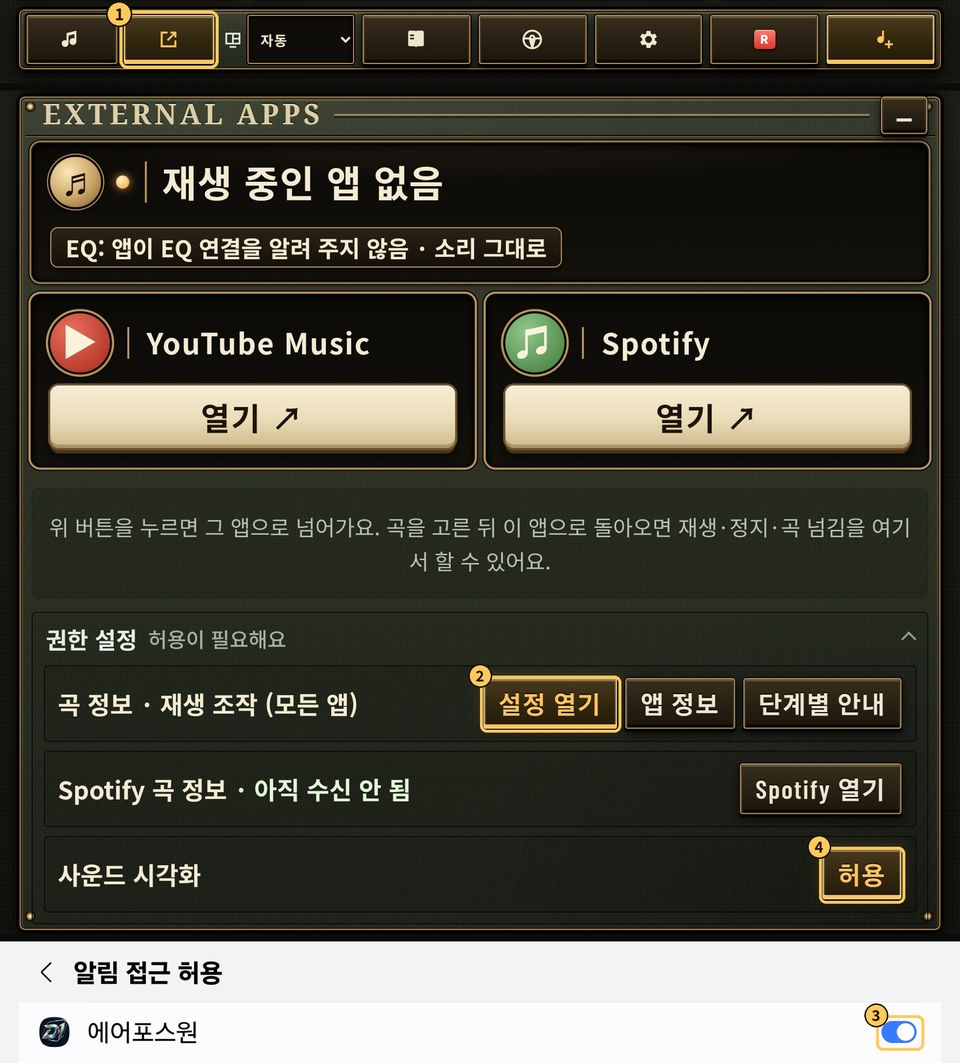 1
자동
R
EXTERNAL APPS
재생 중인 앱 없음
EQ: 앱이 EQ 연결을 알려 주지 않음 · 소리 그대로
YouTube Music
Spotify
열기 ↗
열기 ↗
위 버튼을 누르면 그 앱으로 넘어가요. 곡을 고른 뒤 이 앱으로 돌아오면 재생·정지·곡 넘김을 여기
서 할 수 있어요.
권한 설정 허용이 필요해요
2
곡 정보 · 재생 조작 (모든 앱) 설정 열기 앱 정보 단계별 안내
Spotify 곡 정보 · 아직 수신 안 됨 Spotify 열기
4
사운드 시각화 허용
알림 접근 허용
3
에어포스원